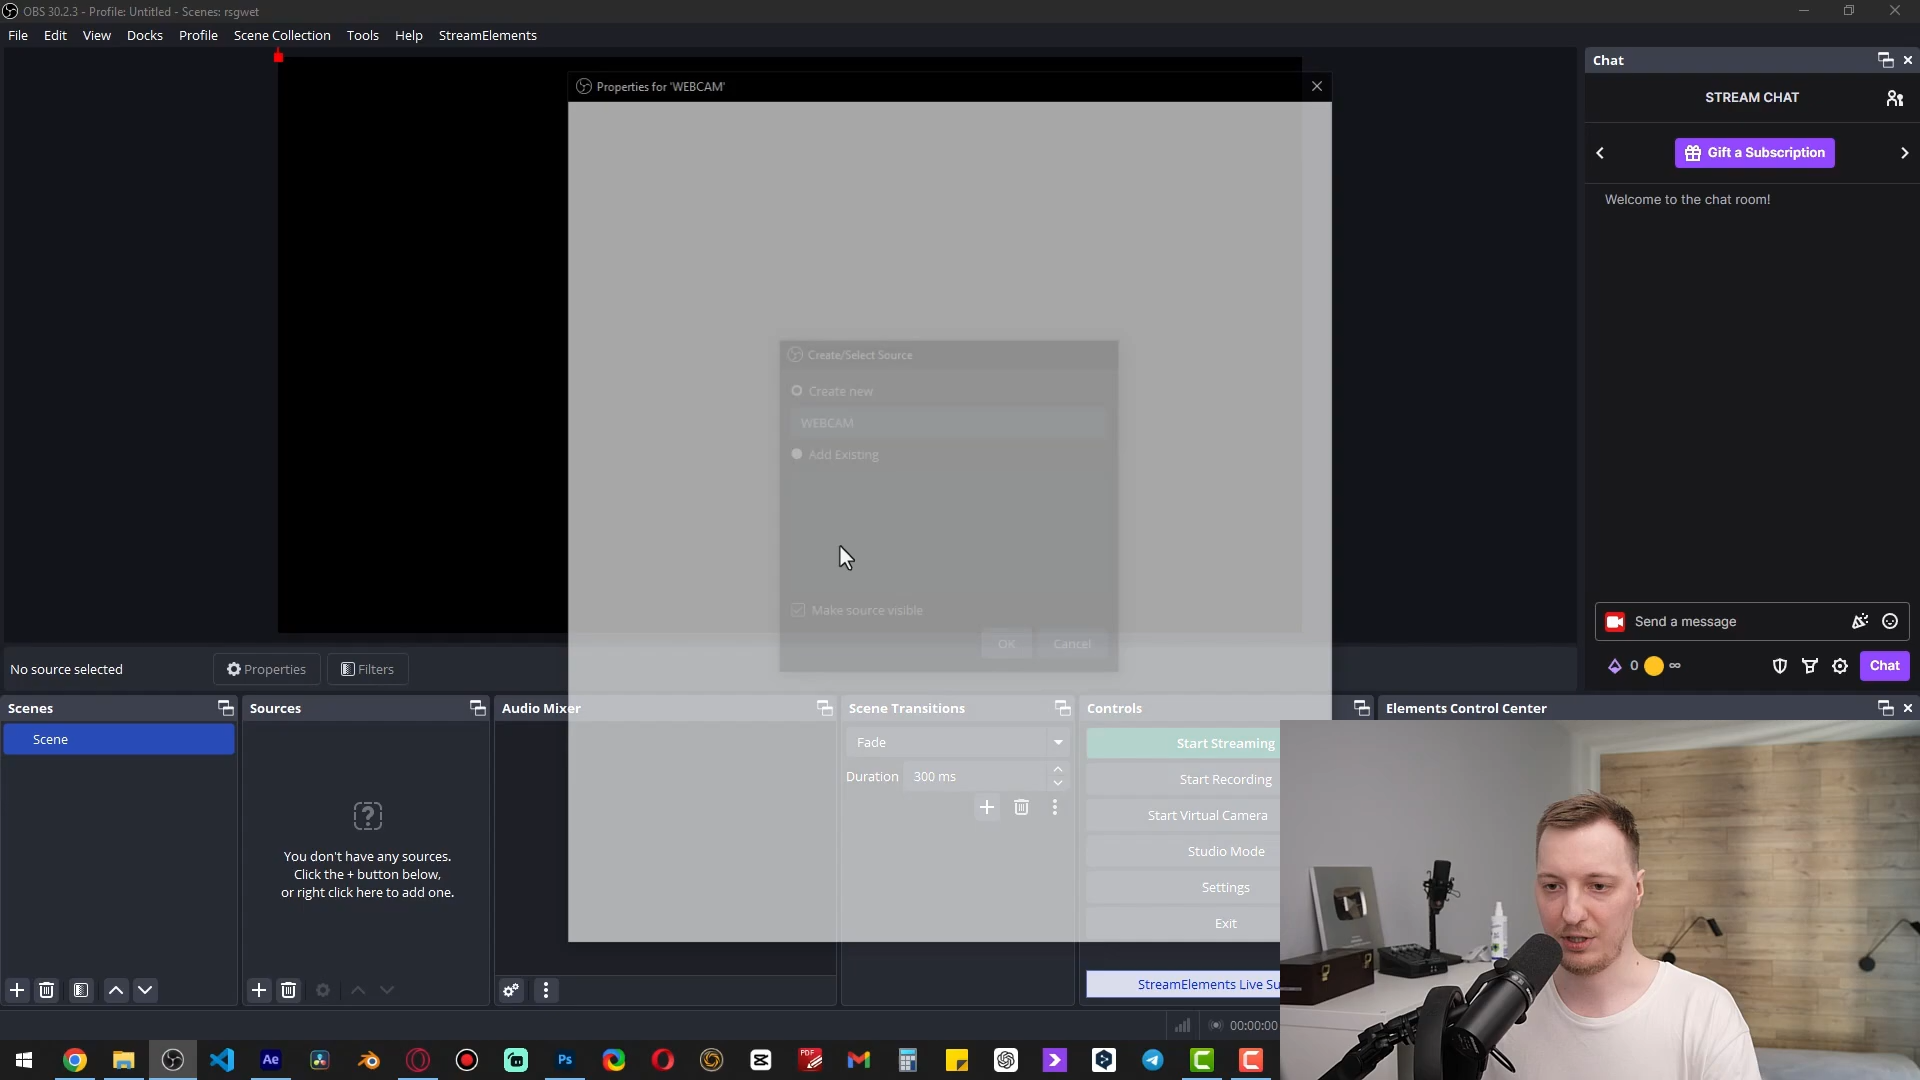 OBS 30.2.3 - Profile: Untitled - Scenes: rsgwet
File Edit View Docks Profile Scene Collection Tools Help StreamElements
Properties for 'WEBCAM'
Create/Select Source
Create new
WEBCAM
Add Existing
Make source visible
OK Cancel
Chat
STREAM CHAT
Gift a Subscription
Welcome to the chat room!
Send a message
0 ∞ Chat
No source selected Properties Filters
Scenes
Scene
Sources
You don't have any sources.
Click the + button below,
or right click here to add one.
Audio Mixer
Scene Transitions
Fade
Duration 300 ms
Controls
Start Streaming
Start Recording
Start Virtual Camera
Studio Mode
Settings
Exit
StreamElements Live Su
Elements Control Center
00:00:00
Ae
Ps
PDF